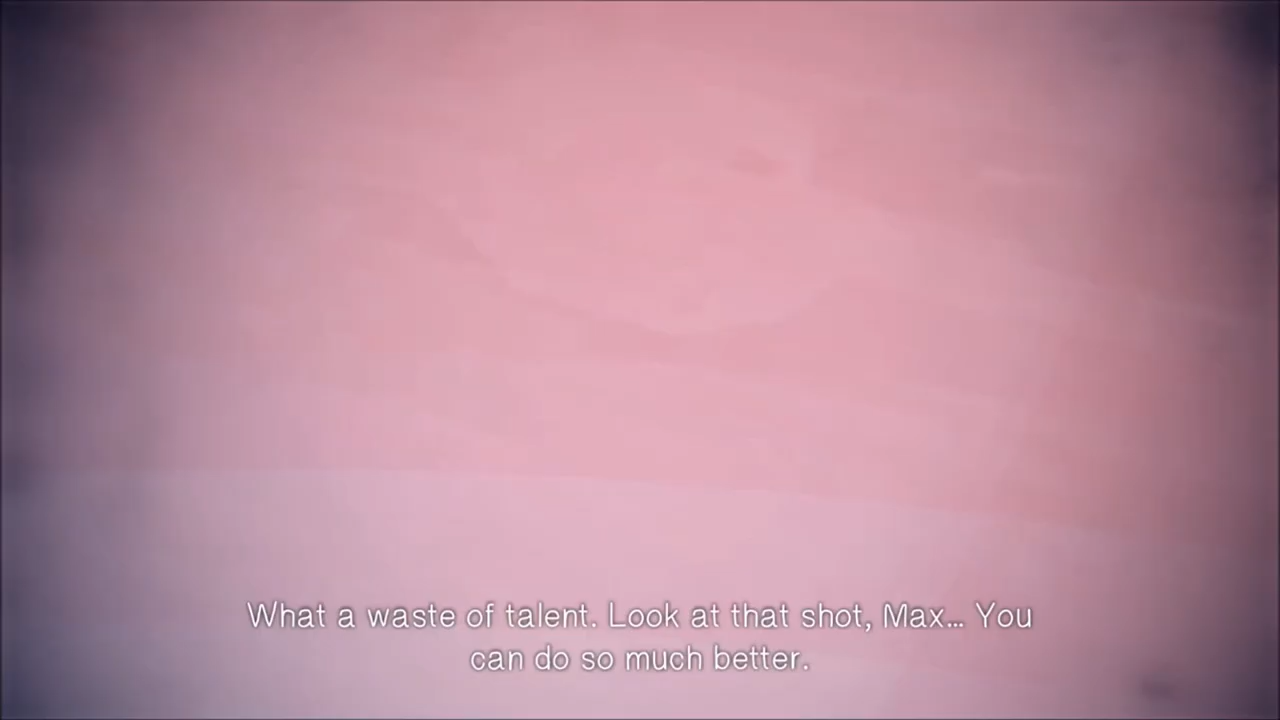 What a waste of talent. Look at that shot, Max... You
can do so much better.